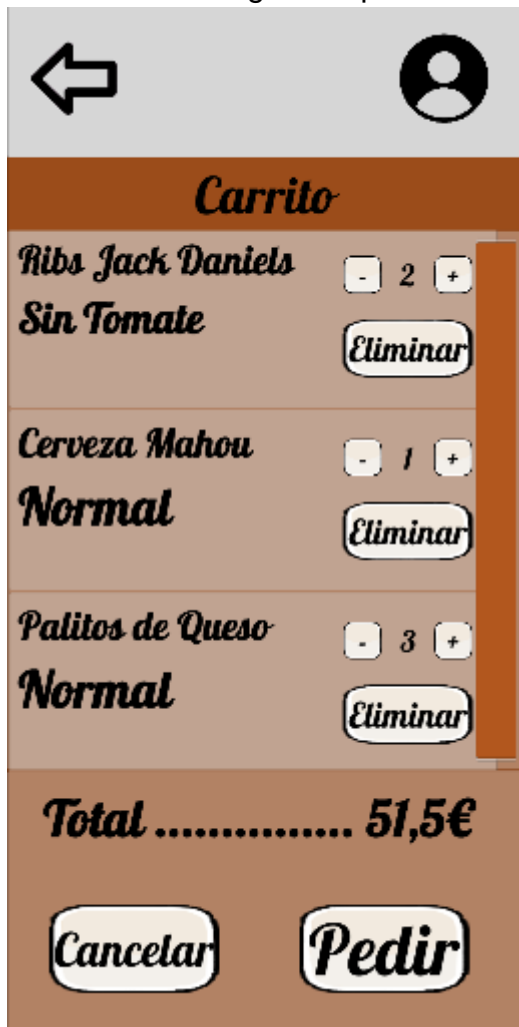 Carrito
Ribs Jack Daniels
- 2 +
Sin Tomate
Eliminar
Cerveza Mahou
- 1 +
Normal
Eliminar
Palitos de Queso
- 3 +
Normal
Eliminar
Total ............... 51,5€
Cancelar Pedir